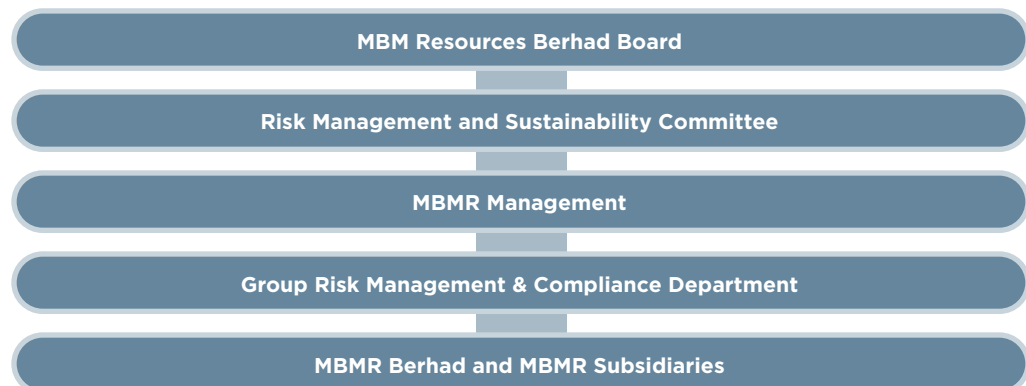 MBM Resources Berhad Board
Risk Management and Sustainability Committee
MBMR Management
Group Risk Management & Compliance Department
MBMR Berhad and MBMR Subsidiaries